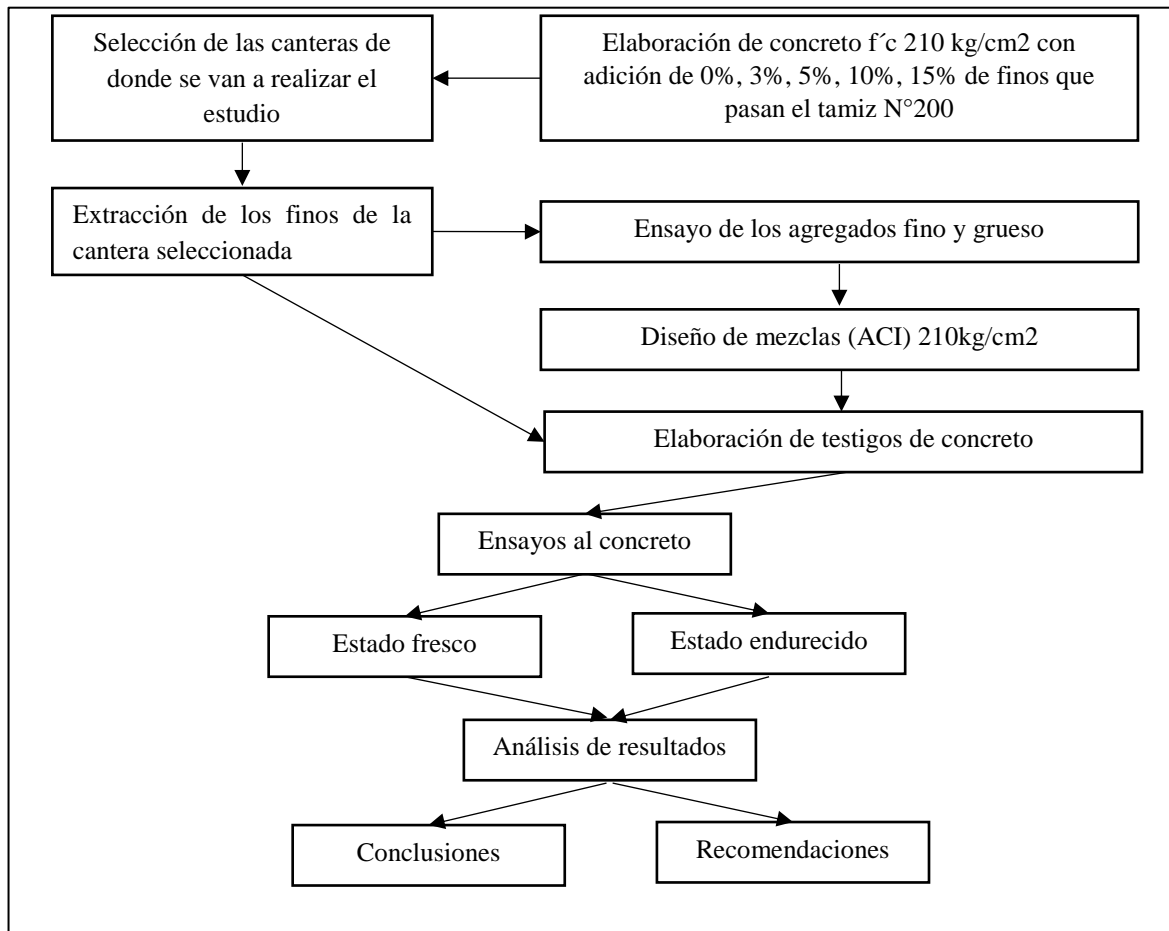 Selección de las canteras de
donde se van a realizar el
estudio
Elaboración de concreto f´c 210 kg/cm2 con
adición de 0%, 3%, 5%, 10%, 15% de finos que
pasan el tamiz N°200
Extracción de los finos de la
cantera seleccionada
Ensayo de los agregados fino y grueso
Diseño de mezclas (ACI) 210kg/cm2
Elaboración de testigos de concreto
Ensayos al concreto
Estado fresco
Estado endurecido
Análisis de resultados
Conclusiones
Recomendaciones